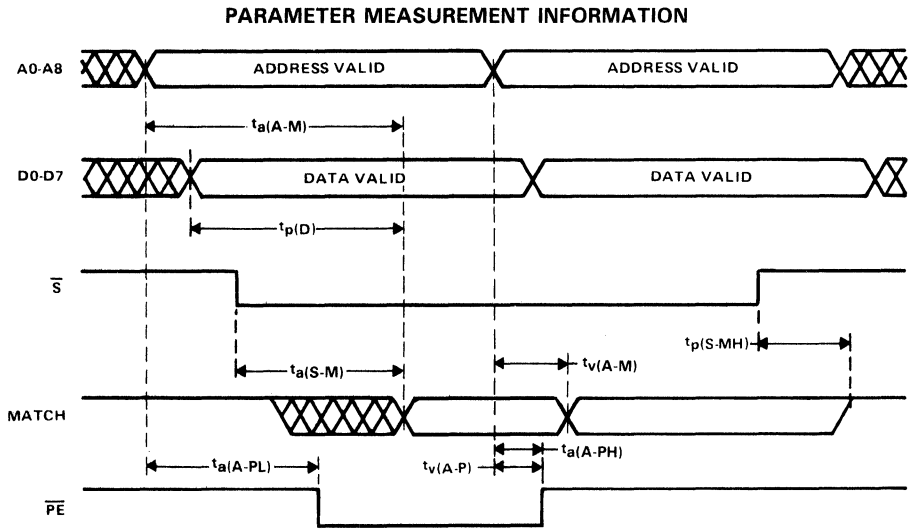 PARAMETER MEASUREMENT INFORMATION
A0-A8 ADDRESS VALID ADDRESS VALID
ta(A-M)
D0-D7 DATA VALID DATA VALID
tp(D)
S̅
tp(S-MH)
ta(S-M) tv(A-M)
MATCH
ta(A-PH)
ta(A-PL) tv(A-P)
P̅E̅